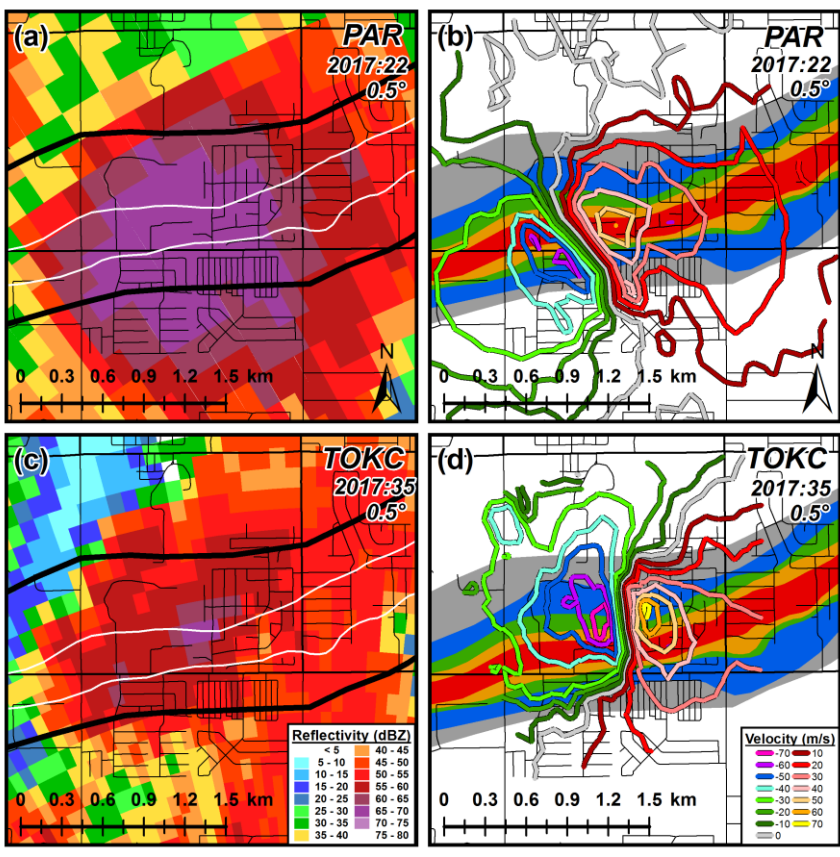 (a) PAR
2017:22
0.5°
N
0 0.3 0.6 0.9 1.2 1.5 km
(b) PAR
2017:22
0.5°
N
0 0.3 0.6 0.9 1.2 1.5 km
(c) TOKC
2017:35
0.5°
Reflectivity (dBZ)
< 5 40 - 45
5 - 10 45 - 50
10 - 15 50 - 55
15 - 20 55 - 60
20 - 25 60 - 65
25 - 30 65 - 70
30 - 35 70 - 75
35 - 40 75 - 80
0 0.3 0.6 0.9 1.2 1.5 km
(d) TOKC
2017:35
0.5°
Velocity (m/s)
-70 10
-60 20
-50 30
-40 40
-30 50
-20 60
-10 70
0
0 0.3 0.6 0.9 1.2 1.5 km